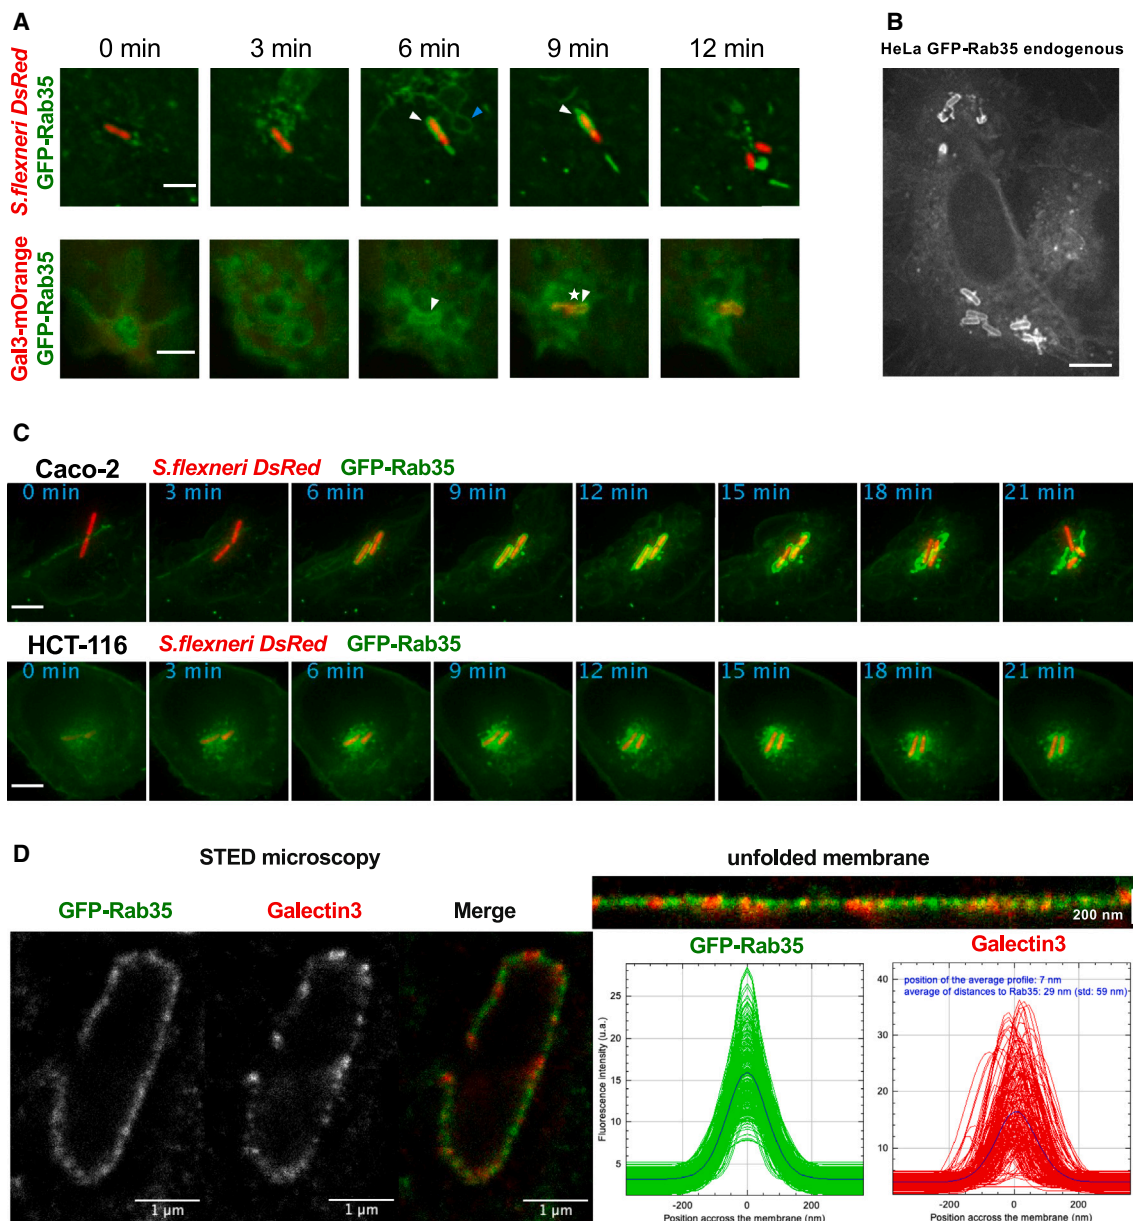 A
0 min 3 min 6 min 9 min 12 min
S.flexneri DsRed
GFP-Rab35
Gal3-mOrange
GFP-Rab35
B
HeLa GFP-Rab35 endogenous
C
Caco-2 S.flexneri DsRed GFP-Rab35
0 min 3 min 6 min 9 min 12 min 15 min 18 min 21 min
HCT-116 S.flexneri DsRed GFP-Rab35
0 min 3 min 6 min 9 min 12 min 15 min 18 min 21 min
D
STED microscopy
GFP-Rab35 Galectin3 Merge
1 µm 1 µm 1 µm
unfolded membrane
200 nm
GFP-Rab35
Fluorescence intensity (u.a.)
25
20
15
10
5
-200 0 200
Position accross the membrane (nm)
Galectin3
position of the average profile: 7 nm
average of distances to Rab35: 29 nm (std: 59 nm)
40
30
20
10
-200 0 200
Position accross the membrane (nm)